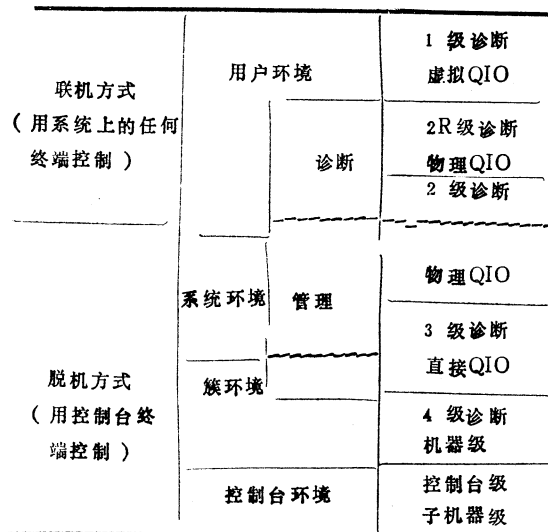 联机方式
(用系统上的任何
终端控制)
用户环境
1 级诊断
虚拟QIO
诊断
2R级诊断
物理QIO
2 级诊断
系统环境
管理
物理QIO
3 级诊断
直接QIO
脱机方式
(用控制台终
端控制)
簇环境
4 级诊断
机器级
控制台环境
控制台级
子机器级